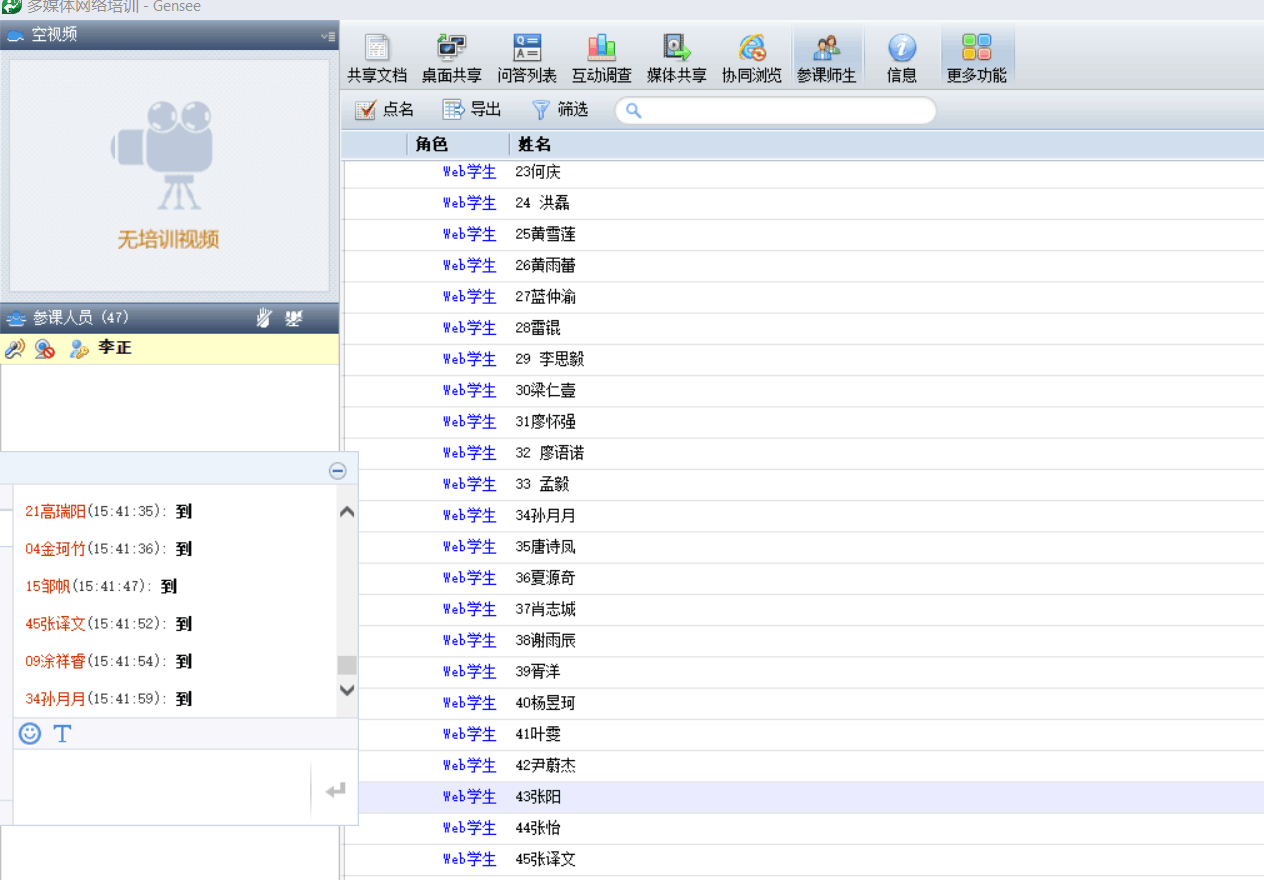 多媒体网络培训 - Gensee
空视频
无培训视频
参课人员 (47)
李正
21高瑞阳(15:41:35): 到
04金珂竹(15:41:36): 到
15邹帆(15:41:47): 到
45张译文(15:41:52): 到
09涂祥睿(15:41:54): 到
34孙月月(15:41:59): 到
T
共享文档 桌面共享 问答列表 互动调查 媒体共享 协同浏览 参课师生 信息 更多功能
点名 导出 筛选
角色 姓名
Web学生 23何庆
Web学生 24 洪磊
Web学生 25黄雪莲
Web学生 26黄雨蕃
Web学生 27蓝仲渝
Web学生 28雷锟
Web学生 29 李思毅
Web学生 30梁仁壹
Web学生 31廖怀强
Web学生 32 廖语诺
Web学生 33 孟毅
Web学生 34孙月月
Web学生 35唐诗凤
Web学生 36夏源奇
Web学生 37肖志城
Web学生 38谢雨辰
Web学生 39胥洋
Web学生 40杨昱珂
Web学生 41叶雯
Web学生 42尹蔚杰
Web学生 43张阳
Web学生 44张怡
Web学生 45张译文